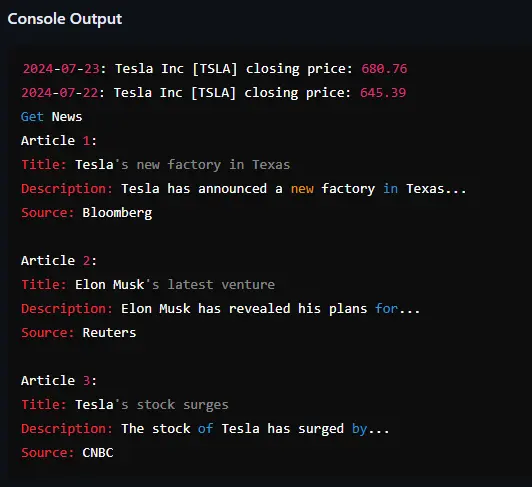 Console Output
2024-07-23: Tesla Inc [TSLA] closing price: 680.76
2024-07-22: Tesla Inc [TSLA] closing price: 645.39
Get News
Article 1:
Title: Tesla's new factory in Texas
Description: Tesla has announced a new factory in Texas...
Source: Bloomberg
Article 2:
Title: Elon Musk's latest venture
Description: Elon Musk has revealed his plans for...
Source: Reuters
Article 3:
Title: Tesla's stock surges
Description: The stock of Tesla has surged by...
Source: CNBC